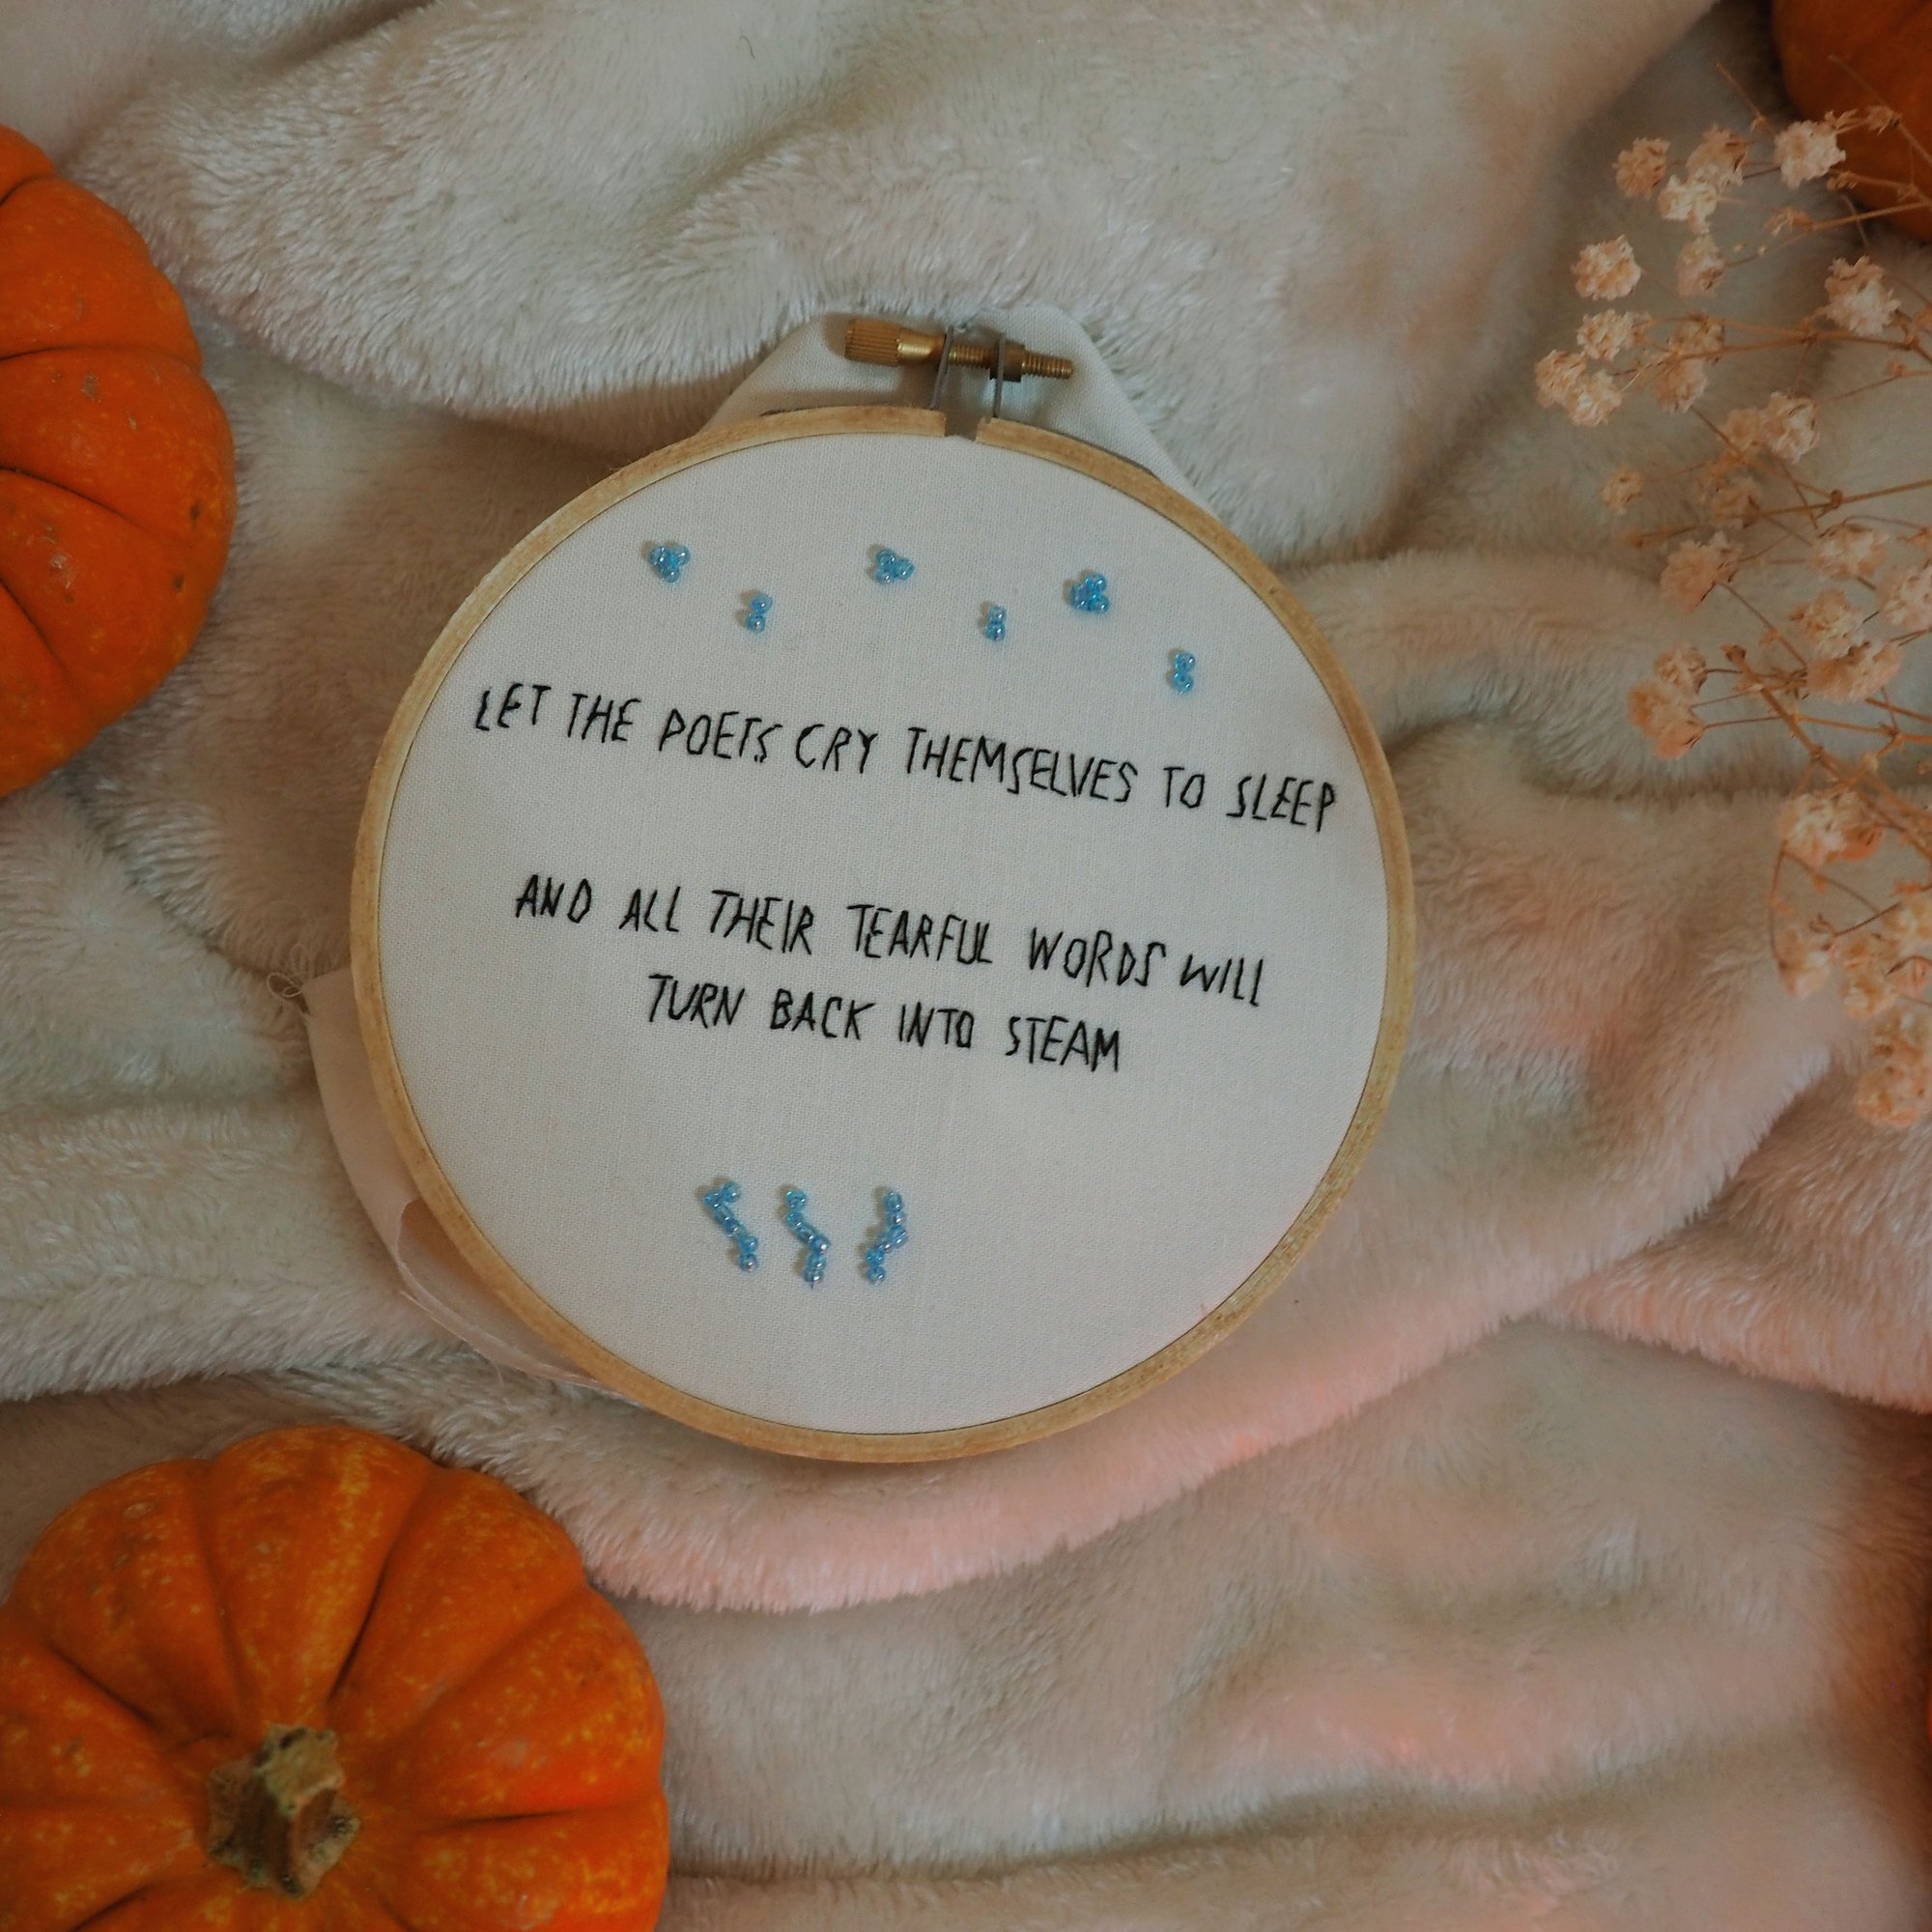 LET THE POETS CRY THEMSELVES TO SLEEP
AND ALL THEIR TEARFUL WORDS WILL
TURN BACK INTO STEAM